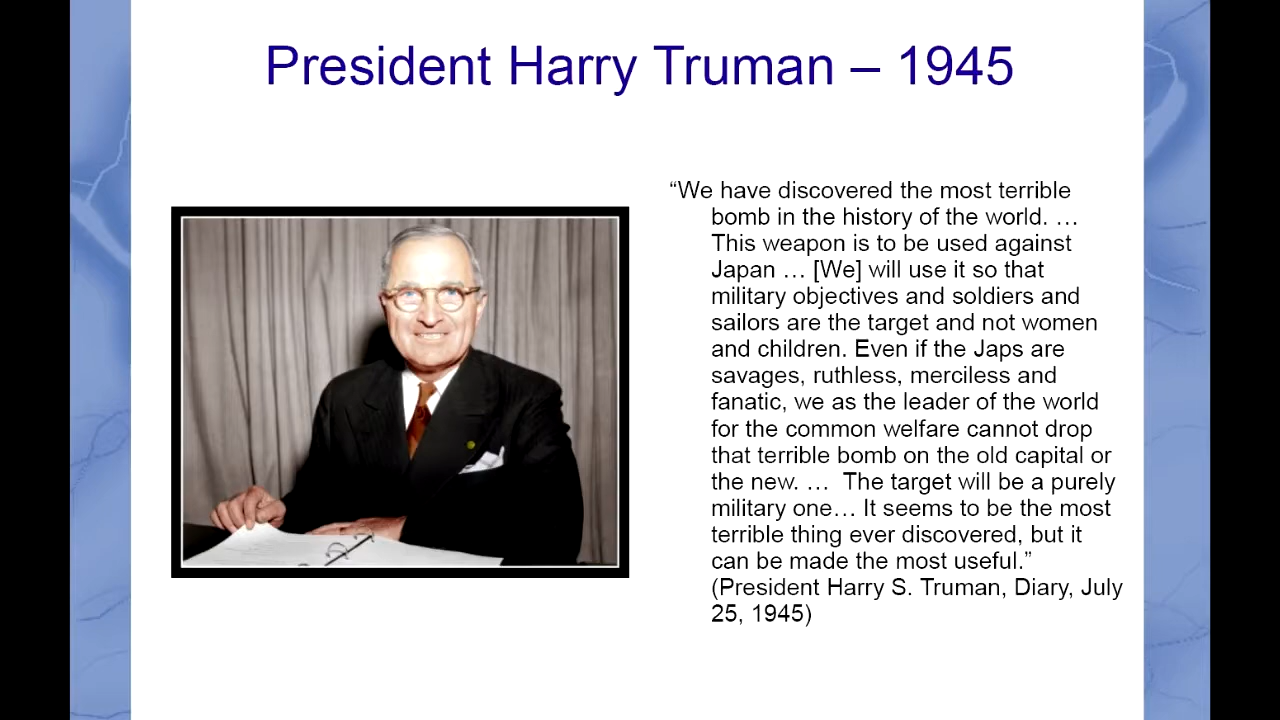 President Harry Truman – 1945
“We have discovered the most terrible
bomb in the history of the world. …
This weapon is to be used against
Japan … [We] will use it so that
military objectives and soldiers and
sailors are the target and not women
and children. Even if the Japs are
savages, ruthless, merciless and
fanatic, we as the leader of the world
for the common welfare cannot drop
that terrible bomb on the old capital or
the new. …  The target will be a purely
military one… It seems to be the most
terrible thing ever discovered, but it
can be made the most useful.”
(President Harry S. Truman, Diary, July
25, 1945)